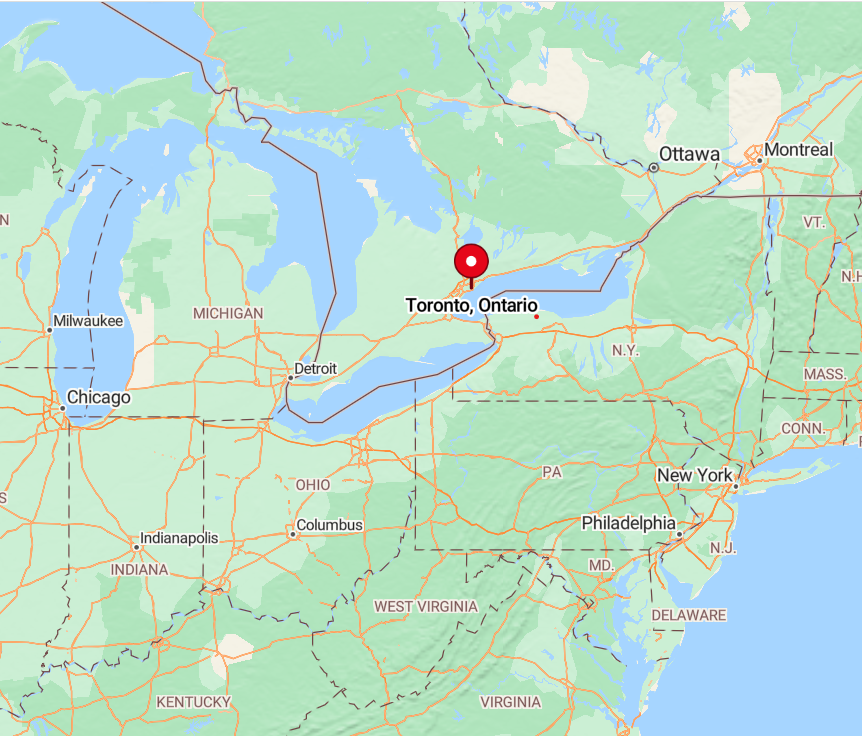 Ottawa
Montreal
VT.
Toronto, Ontario
MICHIGAN
Milwaukee
N.Y.
Detroit
MASS.
Chicago
CONN.
PA
New York
OHIO
Columbus
Philadelphia
Indianapolis
N.J.
INDIANA
MD.
WEST VIRGINIA
DELAWARE
KENTUCKY
VIRGINIA